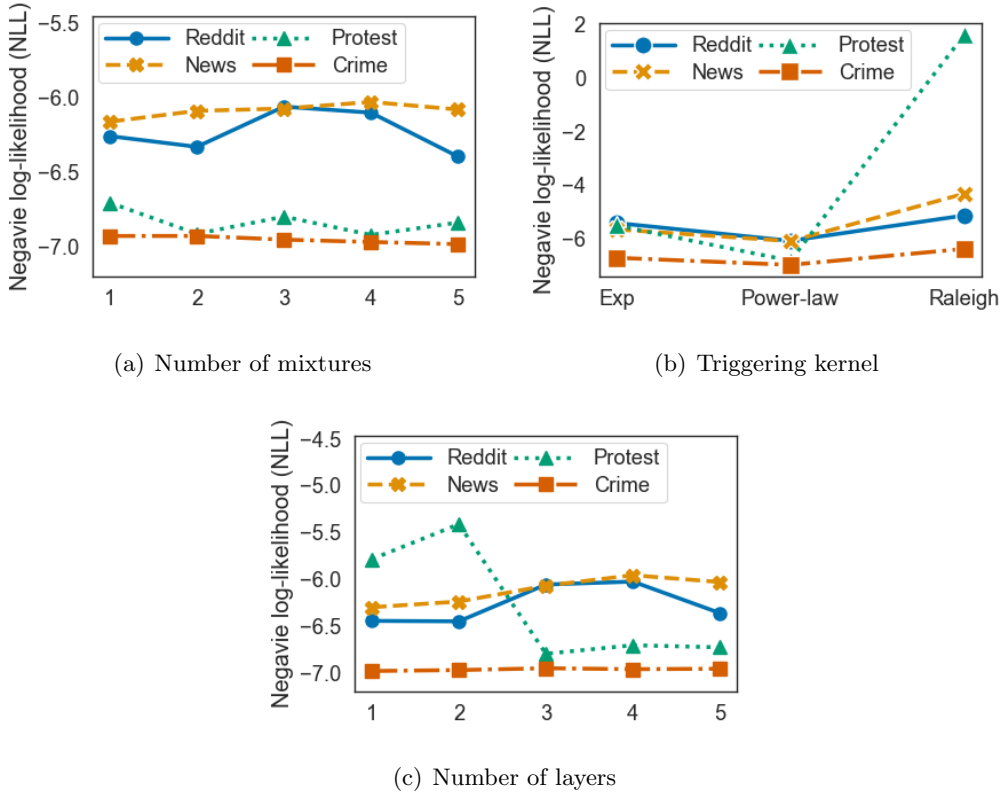 Negavie log-likelihood (NLL)
−5.5
−6.0
−6.5
−7.0
Reddit Protest
News Crime
1 2 3 4 5
(a) Number of mixtures
Negavie log-likelihood (NLL)
2
0
−2
−4
−6
Reddit Protest
News Crime
Exp Power-law Raleigh
(b) Triggering kernel
Negavie log-likelihood (NLL)
−4.5
−5.0
−5.5
−6.0
−6.5
−7.0
Reddit Protest
News Crime
1 2 3 4 5
(c) Number of layers